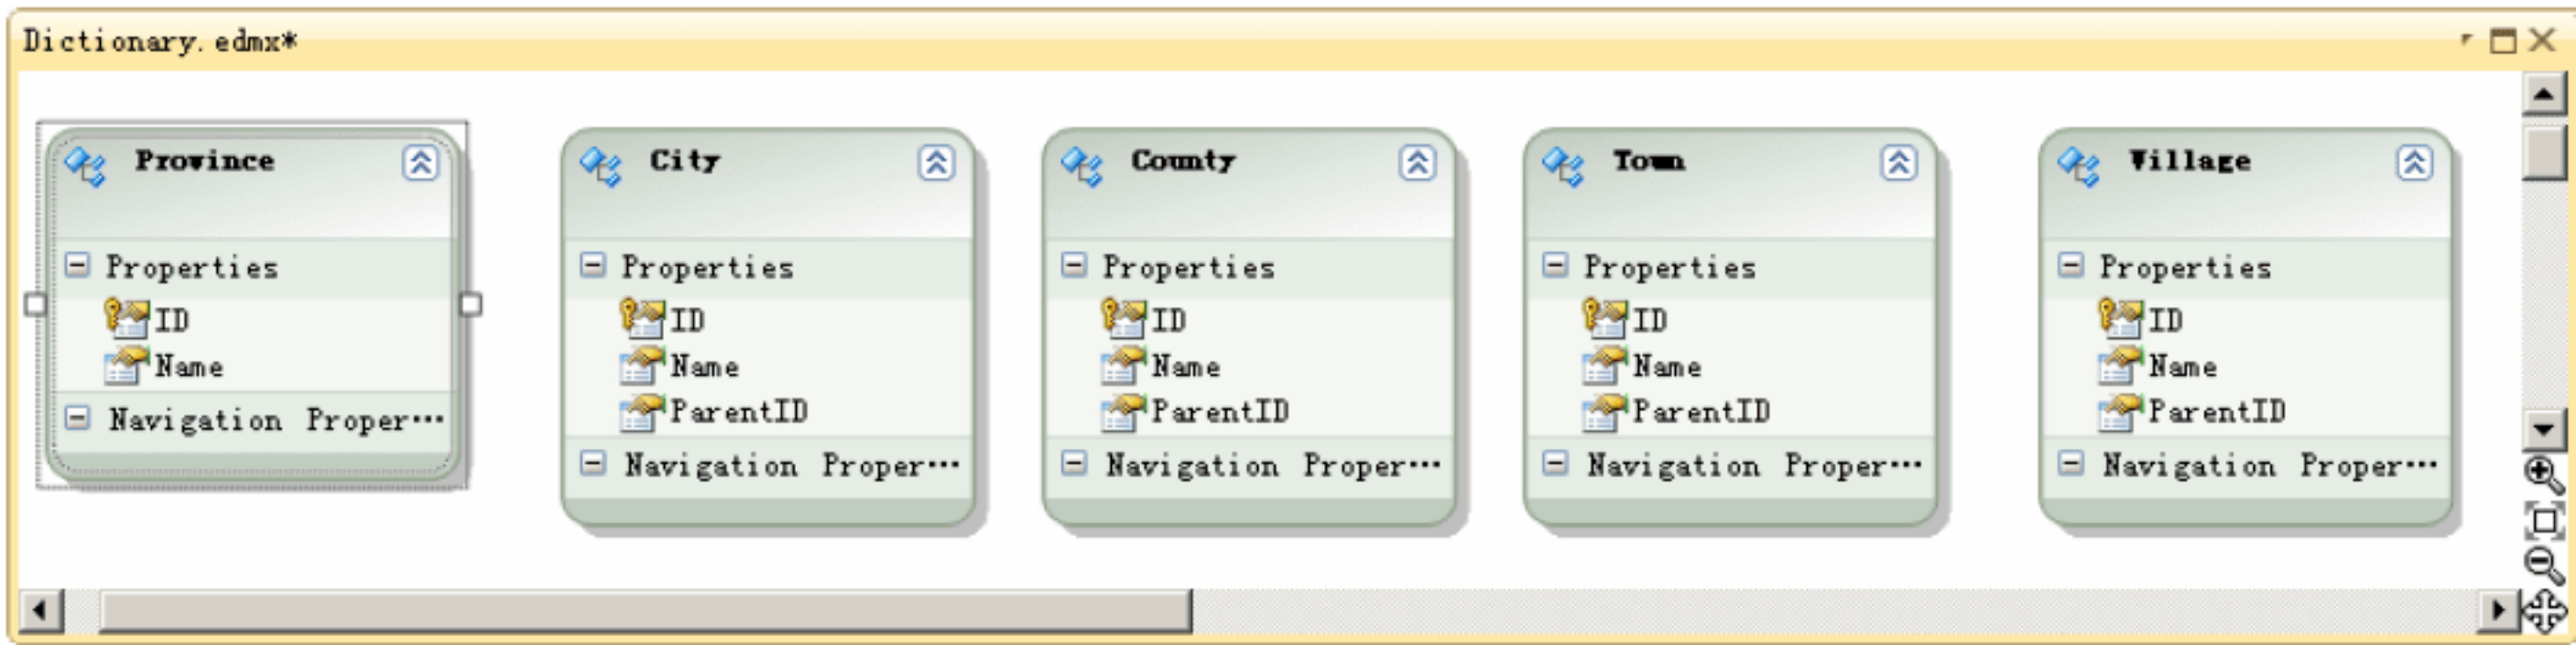 Dictionary.edmx*
Province
Properties
ID
Name
Navigation Proper...
City
Properties
ID
Name
ParentID
Navigation Proper...
County
Properties
ID
Name
ParentID
Navigation Proper...
Town
Properties
ID
Name
ParentID
Navigation Proper...
Village
Properties
ID
Name
ParentID
Navigation Proper...